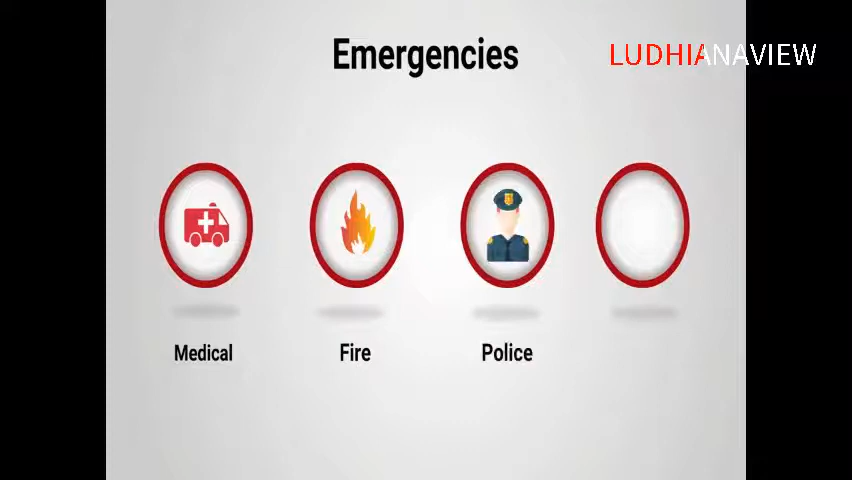 Emergencies
LUDHIANAVIEW
Medical
Fire
Police